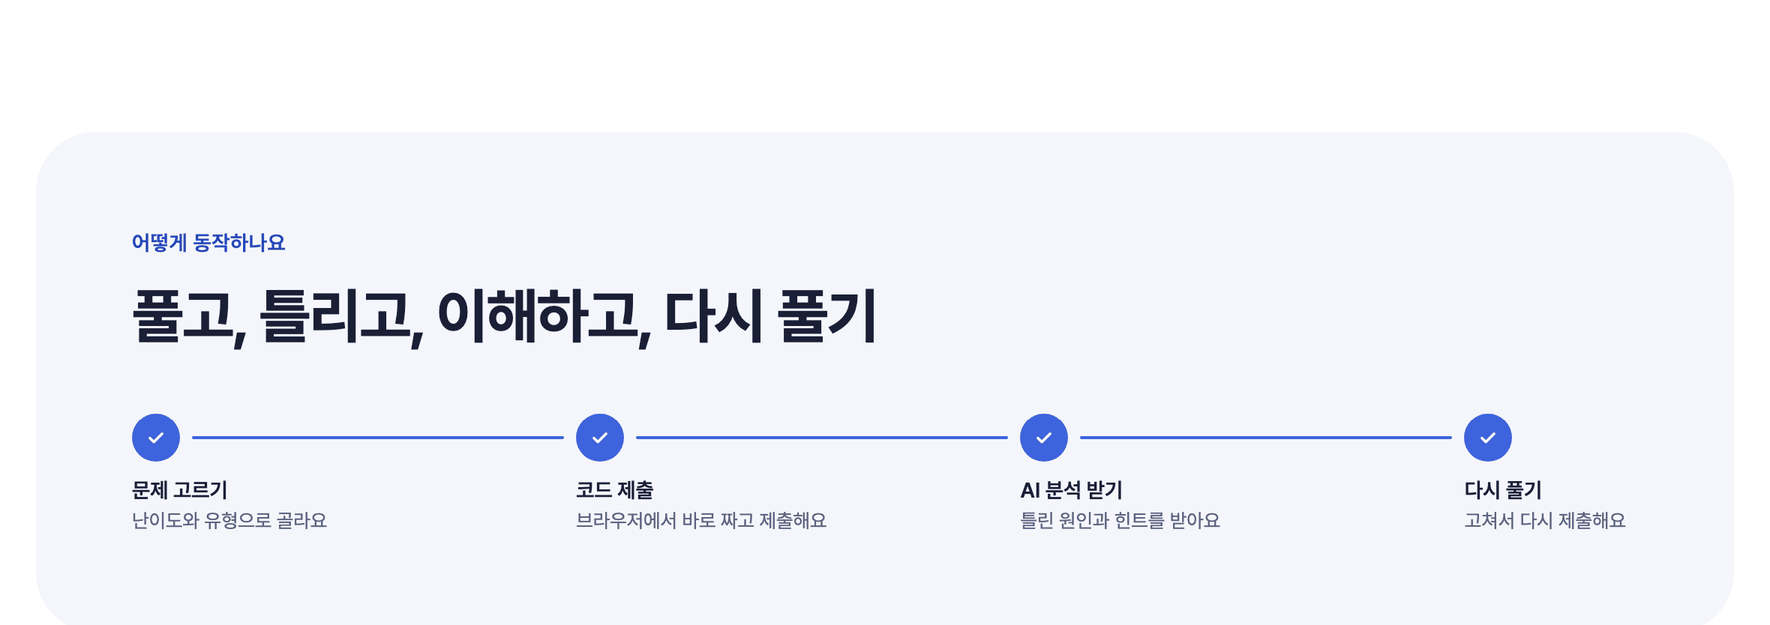 어떻게 동작하나요
풀고, 틀리고, 이해하고, 다시 풀기
문제 고르기
난이도와 유형으로 골라요
코드 제출
브라우저에서 바로 짜고 제출해요
AI 분석 받기
틀린 원인과 힌트를 받아요
다시 풀기
고쳐서 다시 제출해요